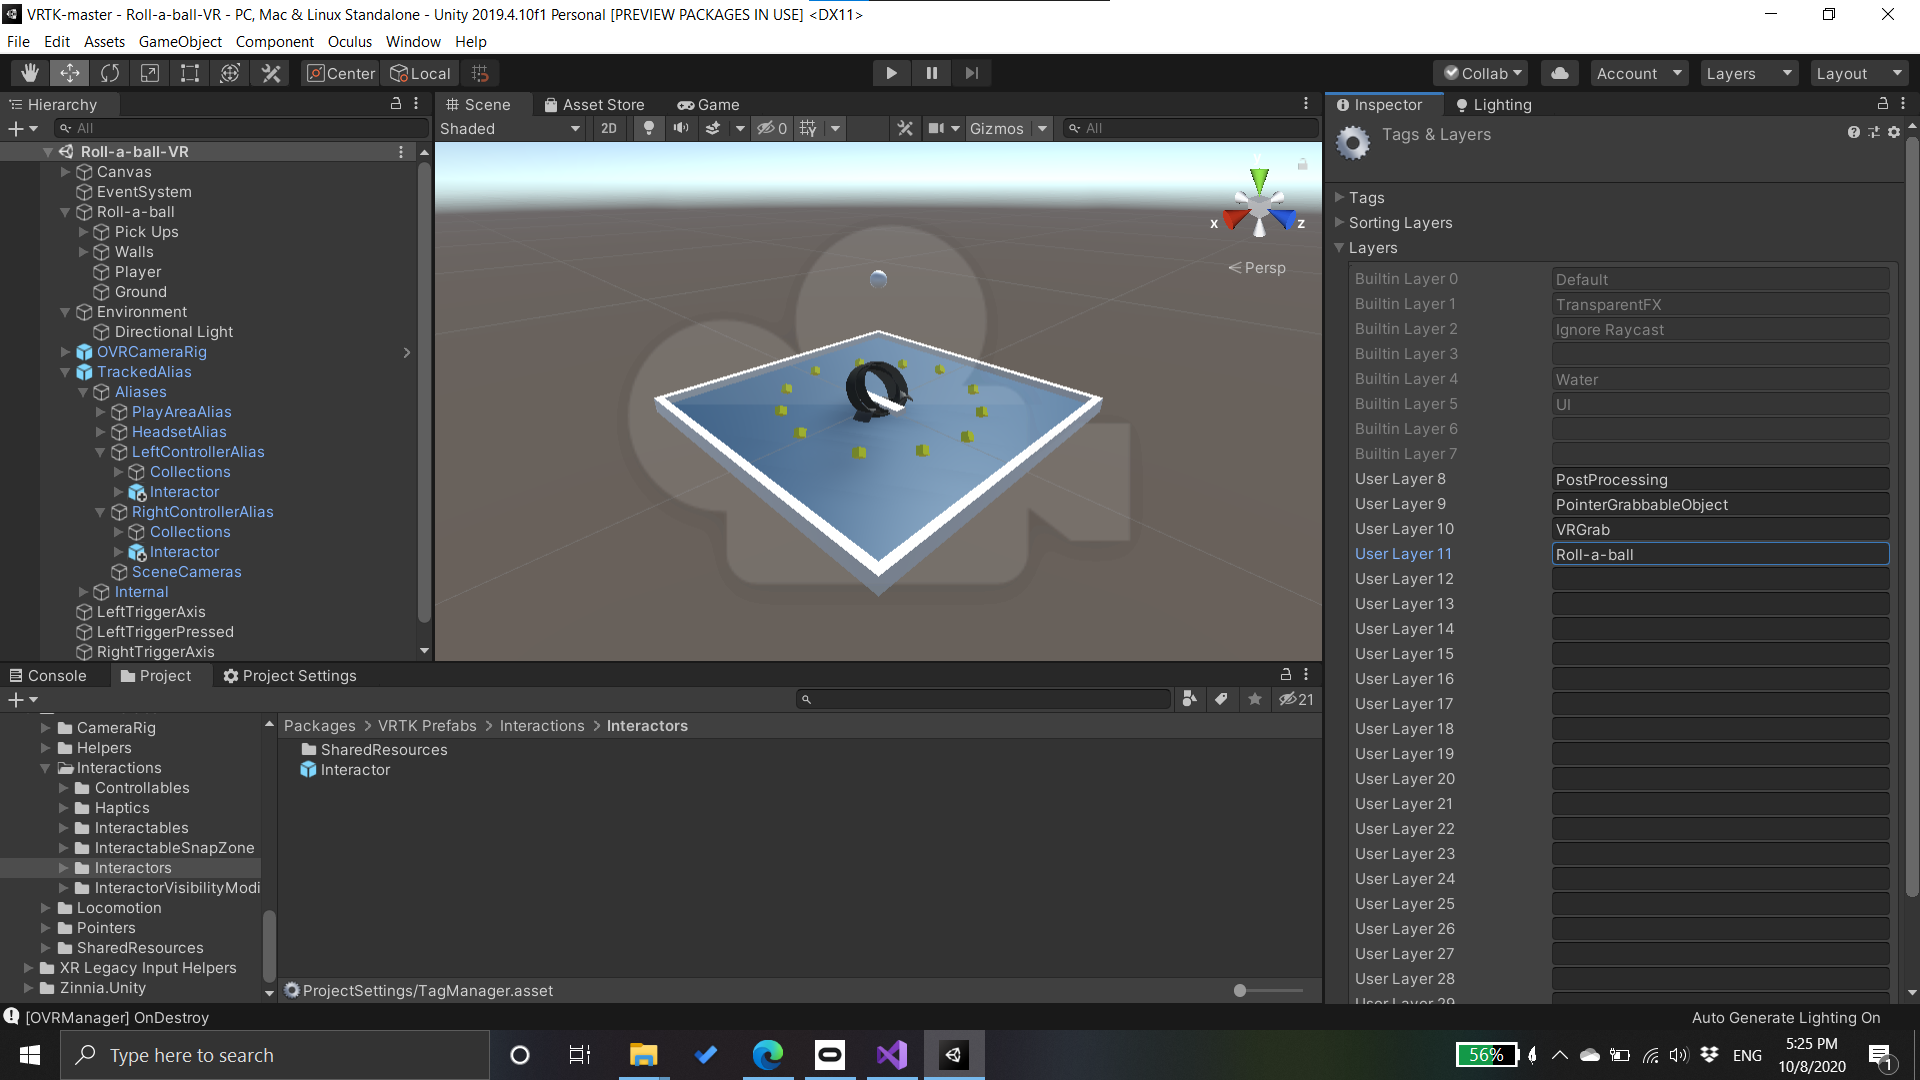 VRTK-master - Roll-a-ball-VR - PC, Mac & Linux Standalone - Unity 2019.4.10f1 Personal [PREVIEW PACKAGES IN USE] <DX11>
File Edit Assets GameObject Component Oculus Window Help
Center Local Collab Account Layers Layout
Hierarchy
All
Roll-a-ball-VR
Canvas
EventSystem
Roll-a-ball
Pick Ups
Walls
Player
Ground
Environment
Directional Light
OVRCameraRig
TrackedAlias
Aliases
PlayAreaAlias
HeadsetAlias
LeftControllerAlias
Collections
Interactor
RightControllerAlias
Collections
Interactor
SceneCameras
Internal
LeftTriggerAxis
LeftTriggerPressed
RightTriggerAxis
Scene Asset Store Game
Shaded 2D 0 Gizmos All
y
x z
Persp
Inspector Lighting
Tags & Layers
Tags
Sorting Layers
Layers
Builtin Layer 0 Default
Builtin Layer 1 TransparentFX
Builtin Layer 2 Ignore Raycast
Builtin Layer 3
Builtin Layer 4 Water
Builtin Layer 5 UI
Builtin Layer 6
Builtin Layer 7
User Layer 8 PostProcessing
User Layer 9 PointerGrabbableObject
User Layer 10 VRGrab
User Layer 11 Roll-a-ball
User Layer 12
User Layer 13
User Layer 14
User Layer 15
User Layer 16
User Layer 17
User Layer 18
User Layer 19
User Layer 20
User Layer 21
User Layer 22
User Layer 23
User Layer 24
User Layer 25
User Layer 26
User Layer 27
User Layer 28
User Layer 29
Console Project Project Settings
21
CameraRig
Helpers
Interactions
Controllables
Haptics
Interactables
InteractableSnapZone
Interactors
InteractorVisibilityModi
Locomotion
Pointers
SharedResources
XR Legacy Input Helpers
Zinnia.Unity
Packages > VRTK Prefabs > Interactions > Interactors
SharedResources
Interactor
ProjectSettings/TagManager.asset
[OVRManager] OnDestroy
Auto Generate Lighting On
Type here to search
56%
ENG
5:25 PM
10/8/2020
1